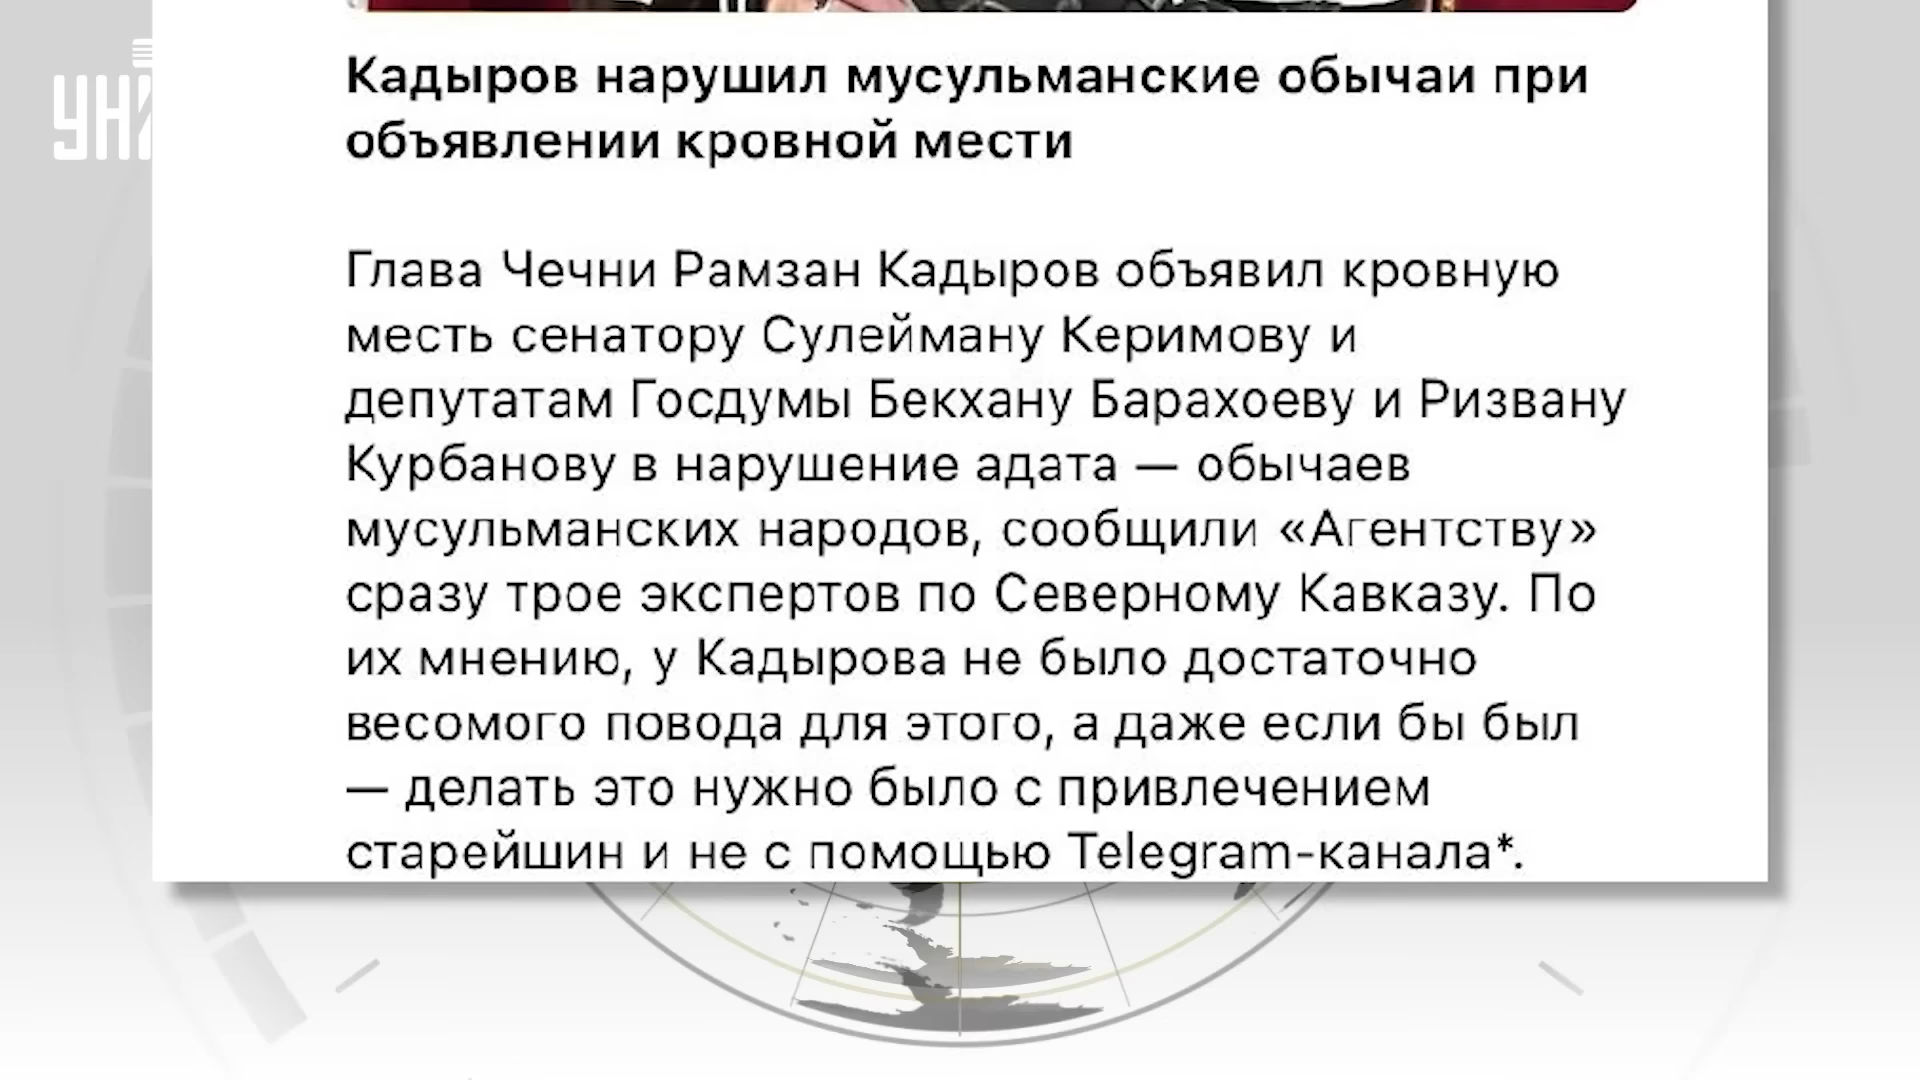 Кадыров нарушил мусульманские обычаи при
объявлении кровной мести
Глава Чечни Рамзан Кадыров объявил кровную
месть сенатору Сулейману Керимову и
депутатам Госдумы Бекхану Барахоеву и Ризвану
Курбанову в нарушение адата — обычаев
мусульманских народов, сообщили «Агентству»
сразу трое экспертов по Северному Кавказу. По
их мнению, у Кадырова не было достаточно
весомого повода для этого, а даже если бы был
— делать это нужно было с привлечением
старейшин и не с помощью Telegram-канала*.